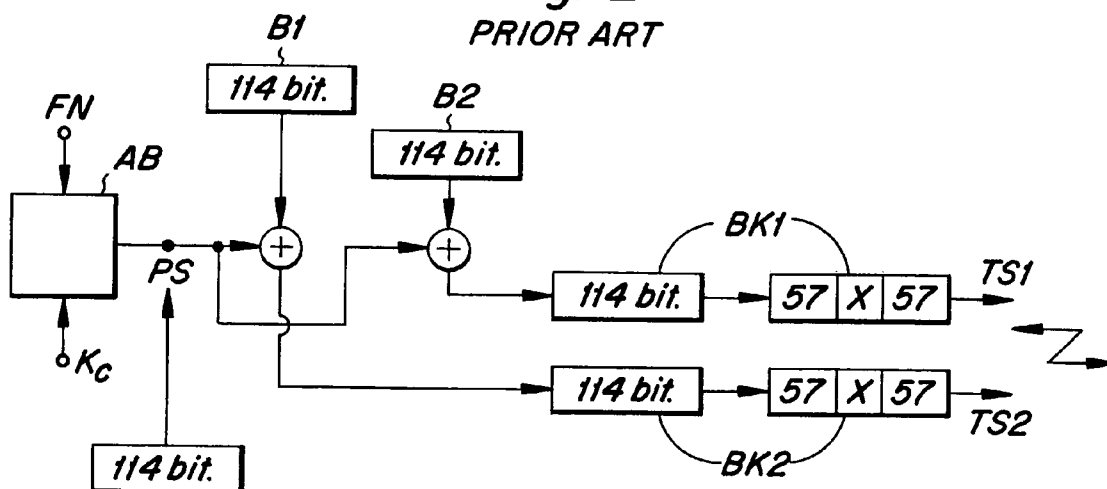 PRIOR ART
B1
114 bit.
B2
114 bit.
FN
AB
PS
Kc
114 bit.
BK1
114 bit.
57 X 57
TS1
114 bit.
57 X 57
TS2
BK2